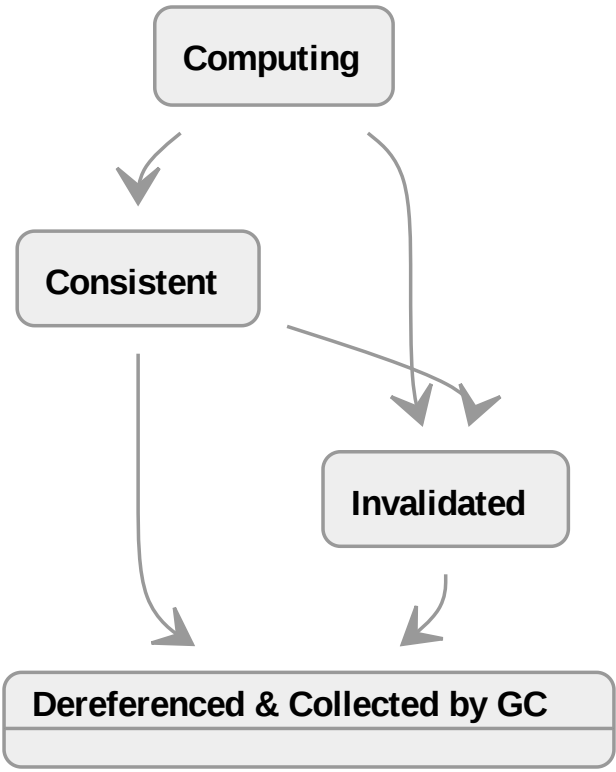 Computing
Consistent
Invalidated
Dereferenced & Collected by GC